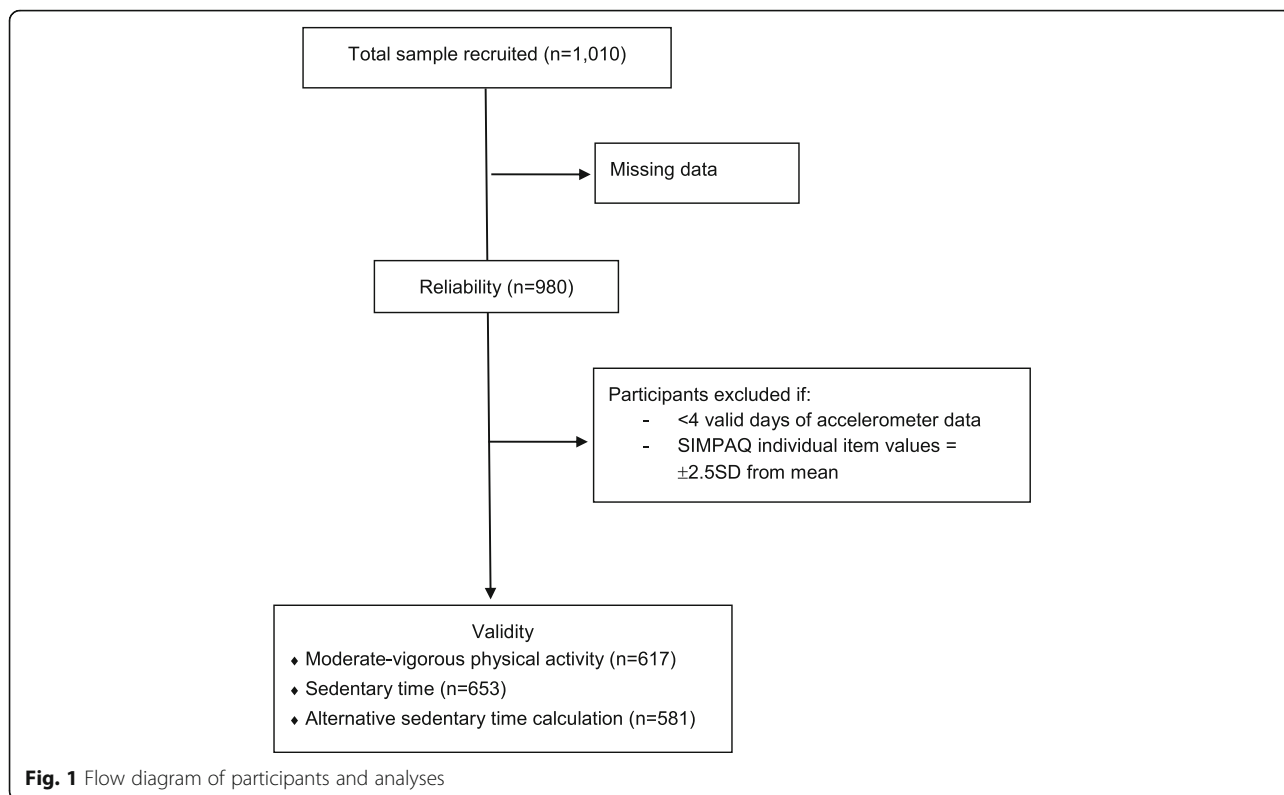 Total sample recruited (n=1,010)
Missing data
Reliability (n=980)
Participants excluded if:
- <4 valid days of accelerometer data
- SIMPAQ individual item values =
±2.5SD from mean
Validity
♦ Moderate-vigorous physical activity (n=617)
♦ Sedentary time (n=653)
♦ Alternative sedentary time calculation (n=581)
Fig. 1 Flow diagram of participants and analyses